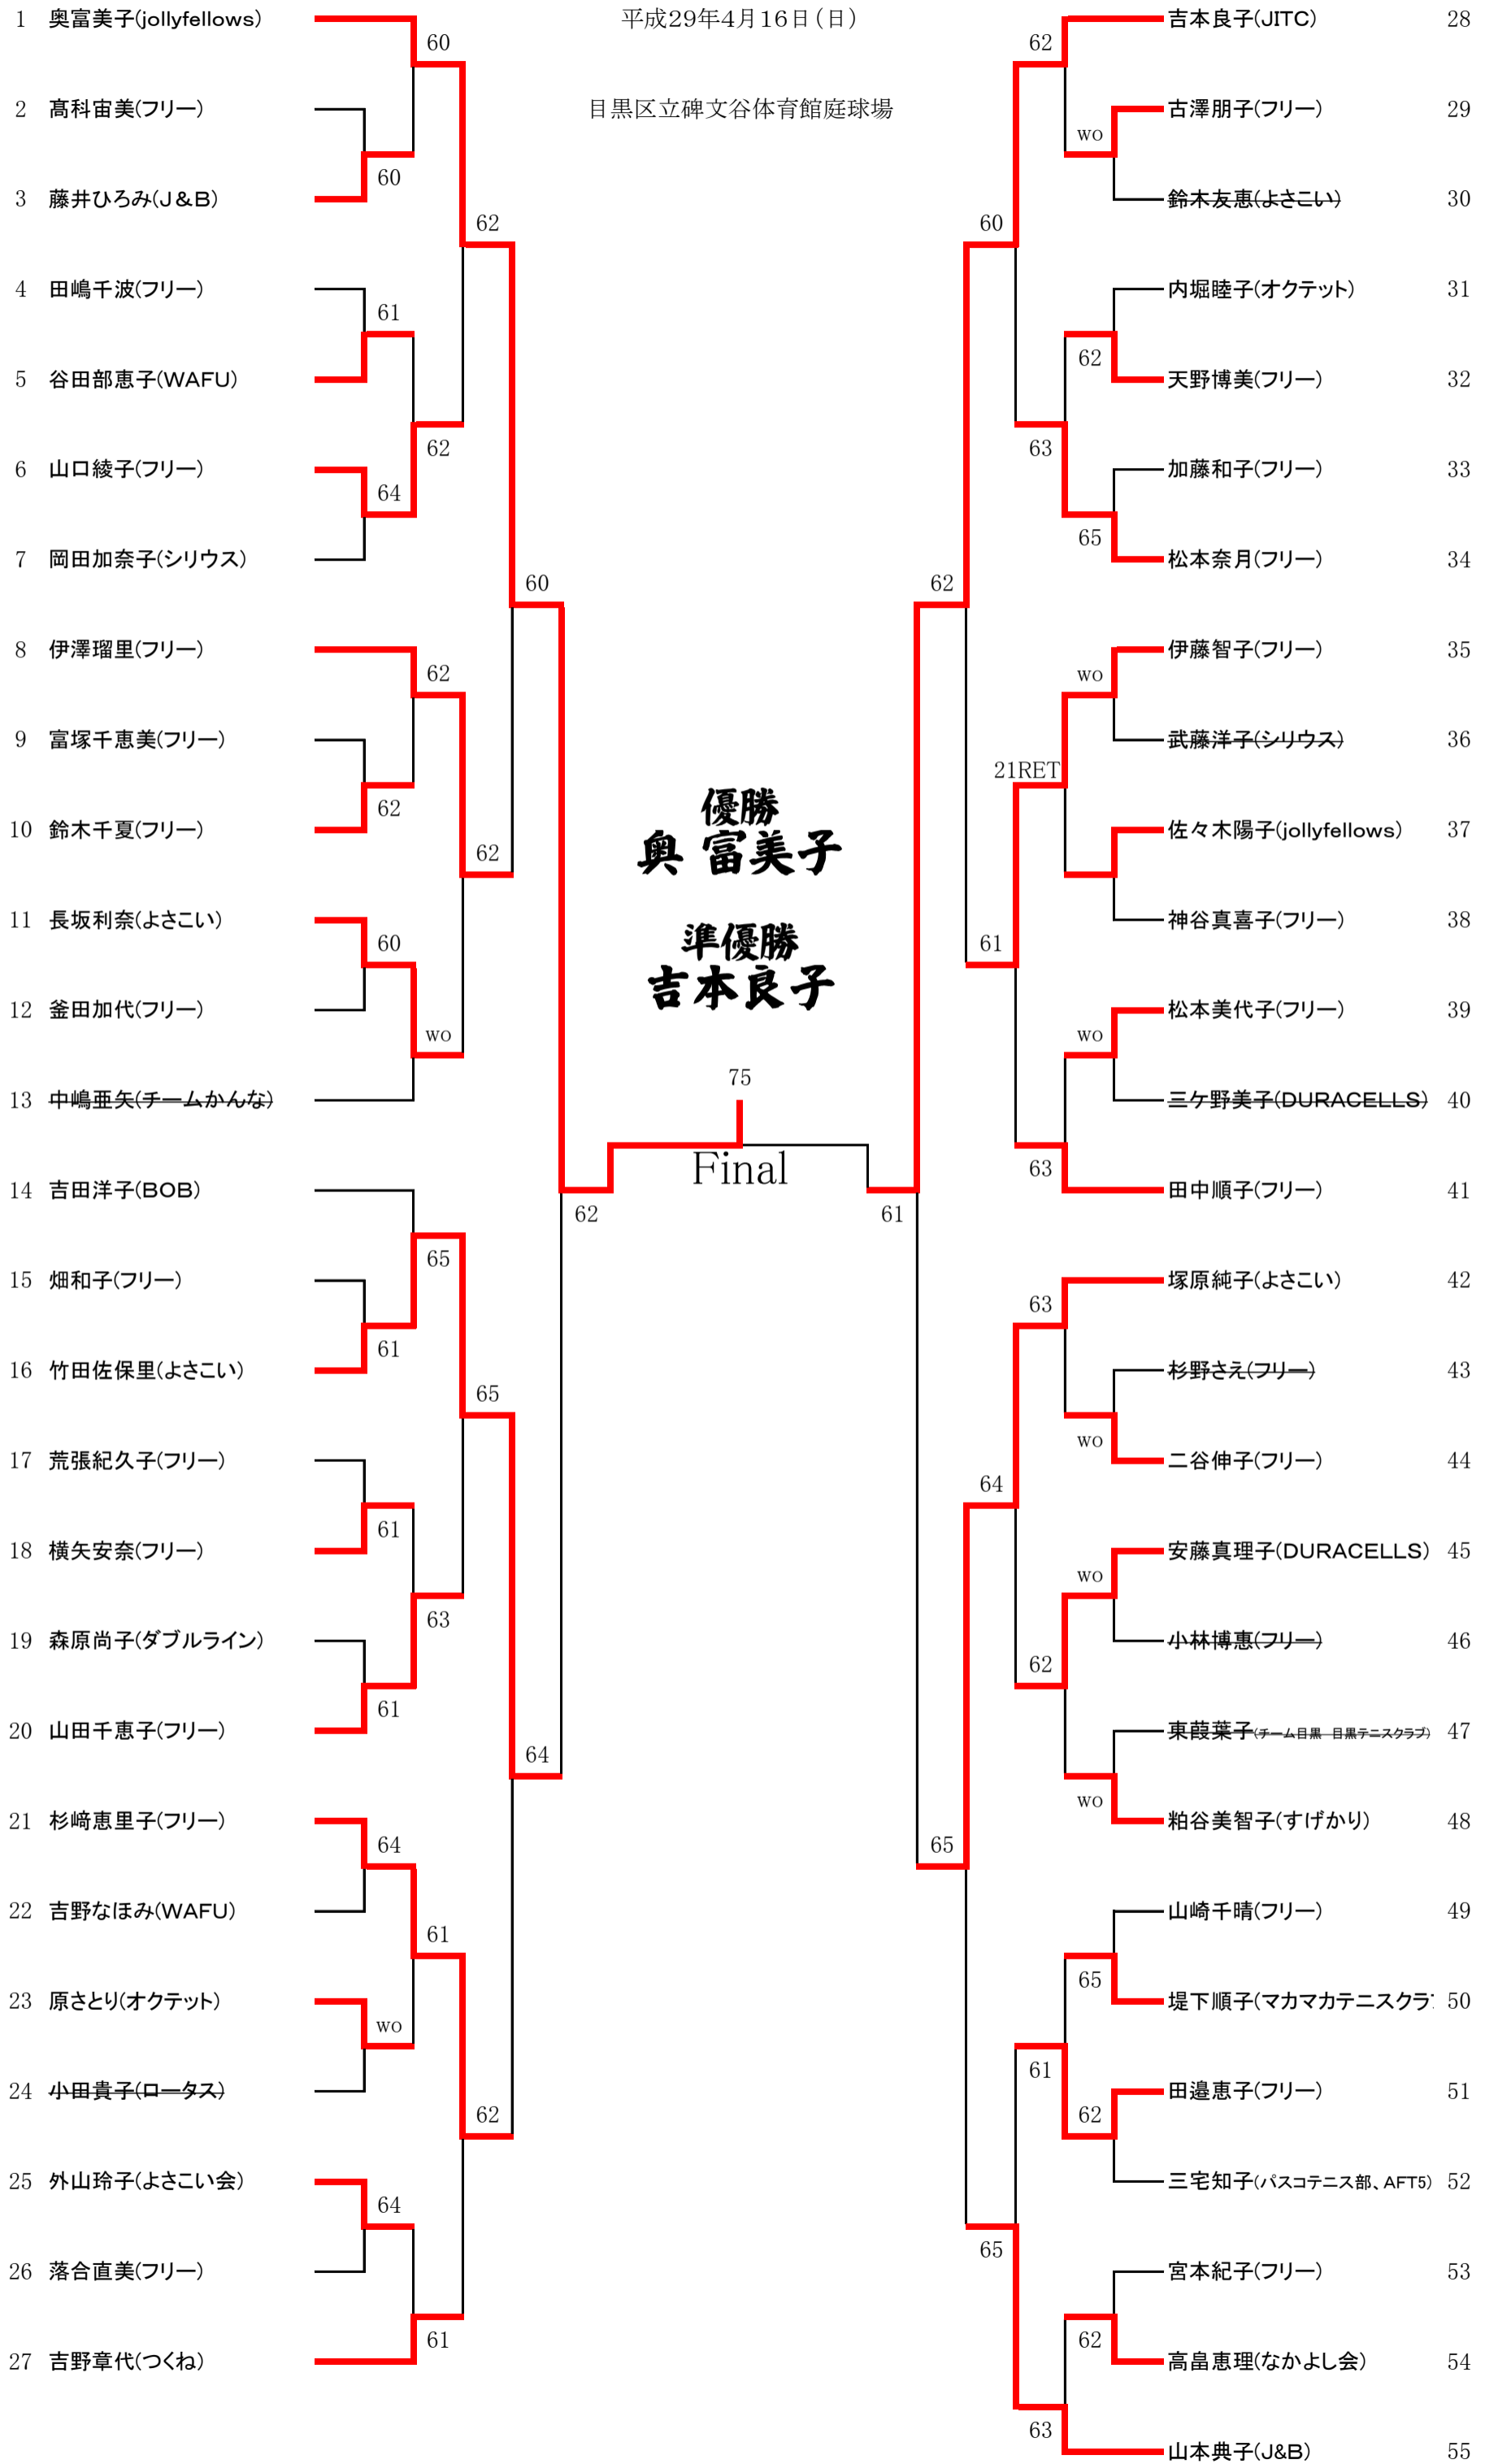 平成29年4月16日(日)
目黒区立碑文谷体育館庭球場
1 奥富美子(jollyfellows)
2 髙科宙美(フリー)
3 藤井ひろみ(J&B)
4 田嶋千波(フリー)
5 谷田部恵子(WAFU)
6 山口綾子(フリー)
7 岡田加奈子(シリウス)
8 伊澤瑠里(フリー)
9 富塚千恵美(フリー)
10 鈴木千夏(フリー)
11 長坂利奈(よさこい)
12 釜田加代(フリー)
13 中嶋亜矢(チームかんな)
14 吉田洋子(BOB)
15 畑和子(フリー)
16 竹田佐保里(よさこい)
17 荒張紀久子(フリー)
18 横矢安奈(フリー)
19 森原尚子(ダブルライン)
20 山田千恵子(フリー)
21 杉﨑恵里子(フリー)
22 吉野なほみ(WAFU)
23 原さとり(オクテット)
24 小田貴子(ロータス)
25 外山玲子(よさこい会)
26 落合直美(フリー)
27 吉野章代(つくね)
60
61
64
62
60
61
61
61
64
wo
64
60
62
62
wo
65
63
61
61
62
62
65
62
60
64
62
優勝
奥 富美子
準優勝
吉本良子
75
Final
61
62
65
60
61
64
65
62
63
21RET
63
63
62
61
63
wo
62
65
wo
wo
wo
wo
wo
65
62
62
吉本良子(JITC) 28
古澤朋子(フリー) 29
鈴木友恵(よさこい) 30
内堀睦子(オクテット) 31
天野博美(フリー) 32
加藤和子(フリー) 33
松本奈月(フリー) 34
伊藤智子(フリー) 35
武藤洋子(シリウス) 36
佐々木陽子(jollyfellows) 37
神谷真喜子(フリー) 38
松本美代子(フリー) 39
三ケ野美子(DURACELLS) 40
田中順子(フリー) 41
塚原純子(よさこい) 42
杉野さえ(フリー) 43
二谷伸子(フリー) 44
安藤真理子(DURACELLS) 45
小林博恵(フリー) 46
東葭葉子(チーム目黒 目黒テニスクラブ) 47
粕谷美智子(すげかり) 48
山崎千晴(フリー) 49
堤下順子(マカマカテニスクラ 50
田邉恵子(フリー) 51
三宅知子(パスコテニス部、AFT5) 52
宮本紀子(フリー) 53
高畠恵理(なかよし会) 54
山本典子(J&B) 55